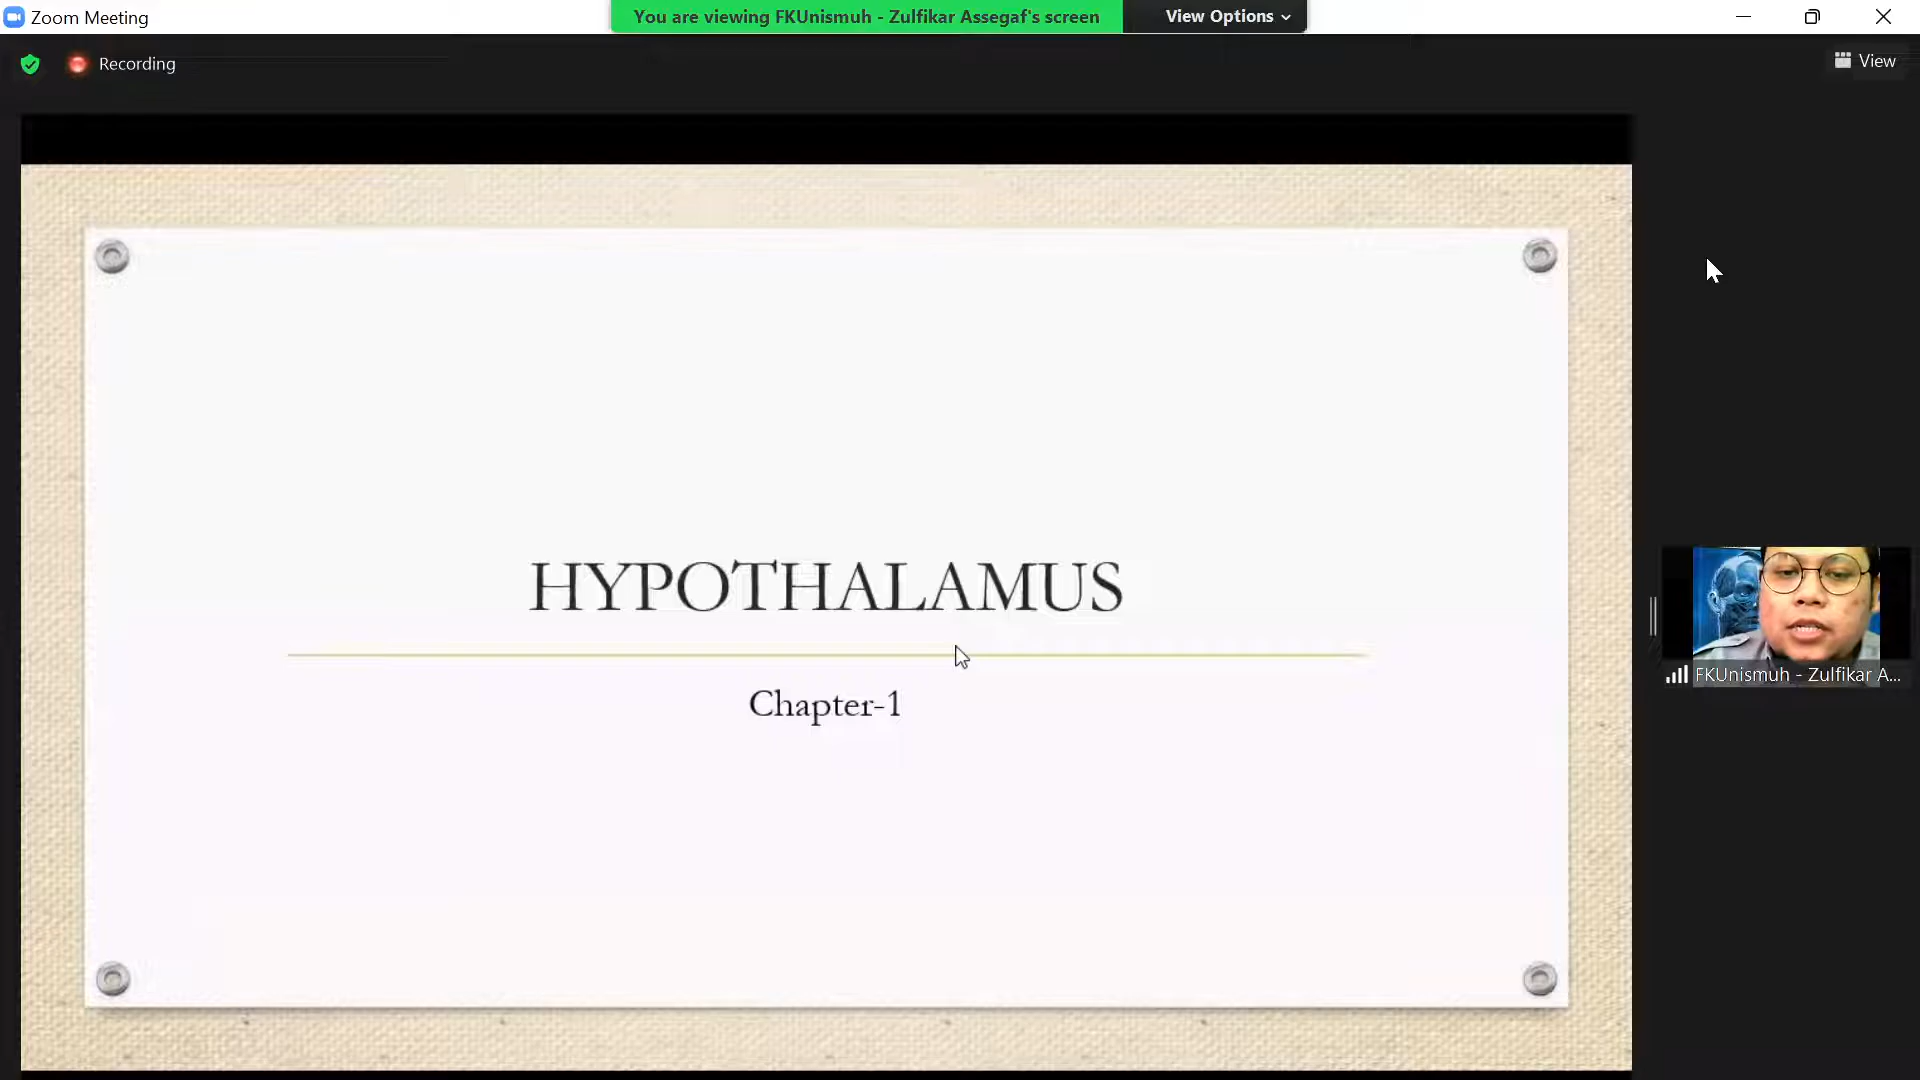 Zoom Meeting
You are viewing FKUnismuh - Zulfikar Assegaf's screen
View Options
Recording
View
HYPOTHALAMUS
Chapter-1
FKUnismuh - Zulfikar A...